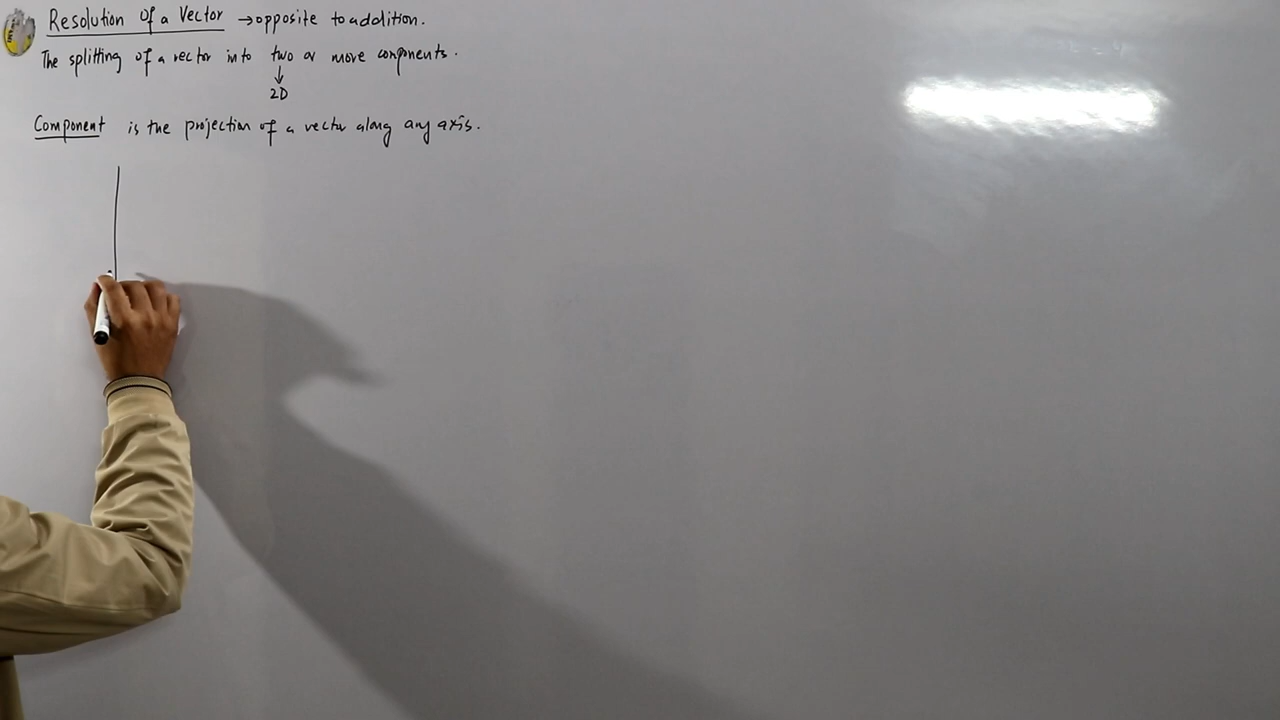 Resolution of a Vector → opposite to addition.
The splitting of a vector into two or more components.
↓
2D
Component is the projection of a vector along any axis.